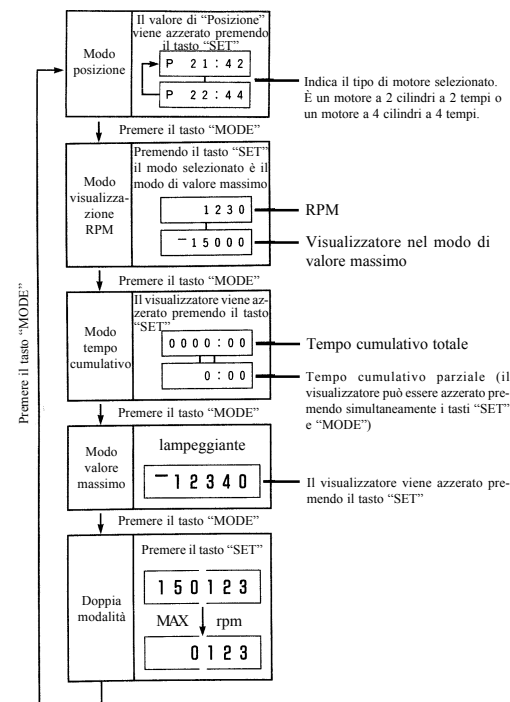 Il valore di “Posizione”
viene azzerato premendo
il tasto “SET”
Modo
posizione
P 21:42
P 22:44
Indica il tipo di motore selezionato.
È un motore a 2 cilindri a 2 tempi o
un motore a 4 cilindri a 4 tempi.
Premere il tasto “MODE”
Premendo il tasto “SET”
il modo selezionato è il
modo di valore massimo
Modo
visualizza-
zione
RPM
1230
RPM
‾15000
Visualizzatore nel modo di
valore massimo
Premere il tasto “MODE”
Il visualizzatore viene az-
zerato premendo il tasto
“SET”
Modo
tempo
cumulativo
0000:00
Tempo cumulativo totale
0:00
Tempo cumulativo parziale (il
visualizzatore può essere azzerato pre-
mendo simultaneamente i tasti “SET”
e “MODE”)
Premere il tasto “MODE”
Modo
valore
massimo
lampeggiante
‾12340
Il visualizzatore viene azzerato pre-
mendo il tasto “SET”
Premere il tasto “MODE”
Doppia
modalità
Premere il tasto “SET”
150123
MAX rpm
0123
Premere il tasto “MODE”